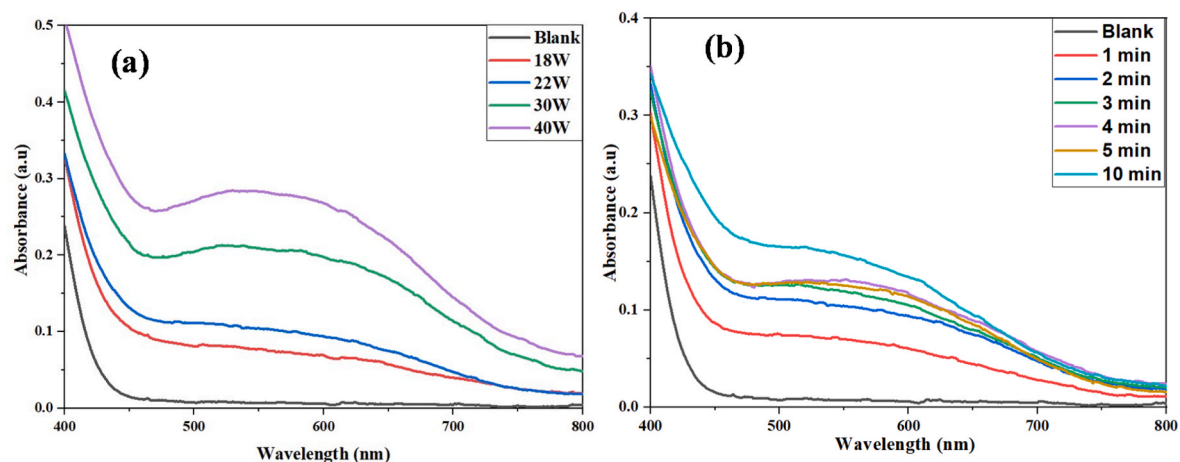 (a)
Blank
18W
22W
30W
40W
0.5
0.4
0.3
0.2
0.1
0.0
Absorbance (a.u)
400 500 600 700 800
Wavelength (nm)
(b)
Blank
1 min
2 min
3 min
4 min
5 min
10 min
0.4
0.3
0.2
0.1
0.0
Absorbance (a.u)
400 500 600 700 800
Wavelength (nm)